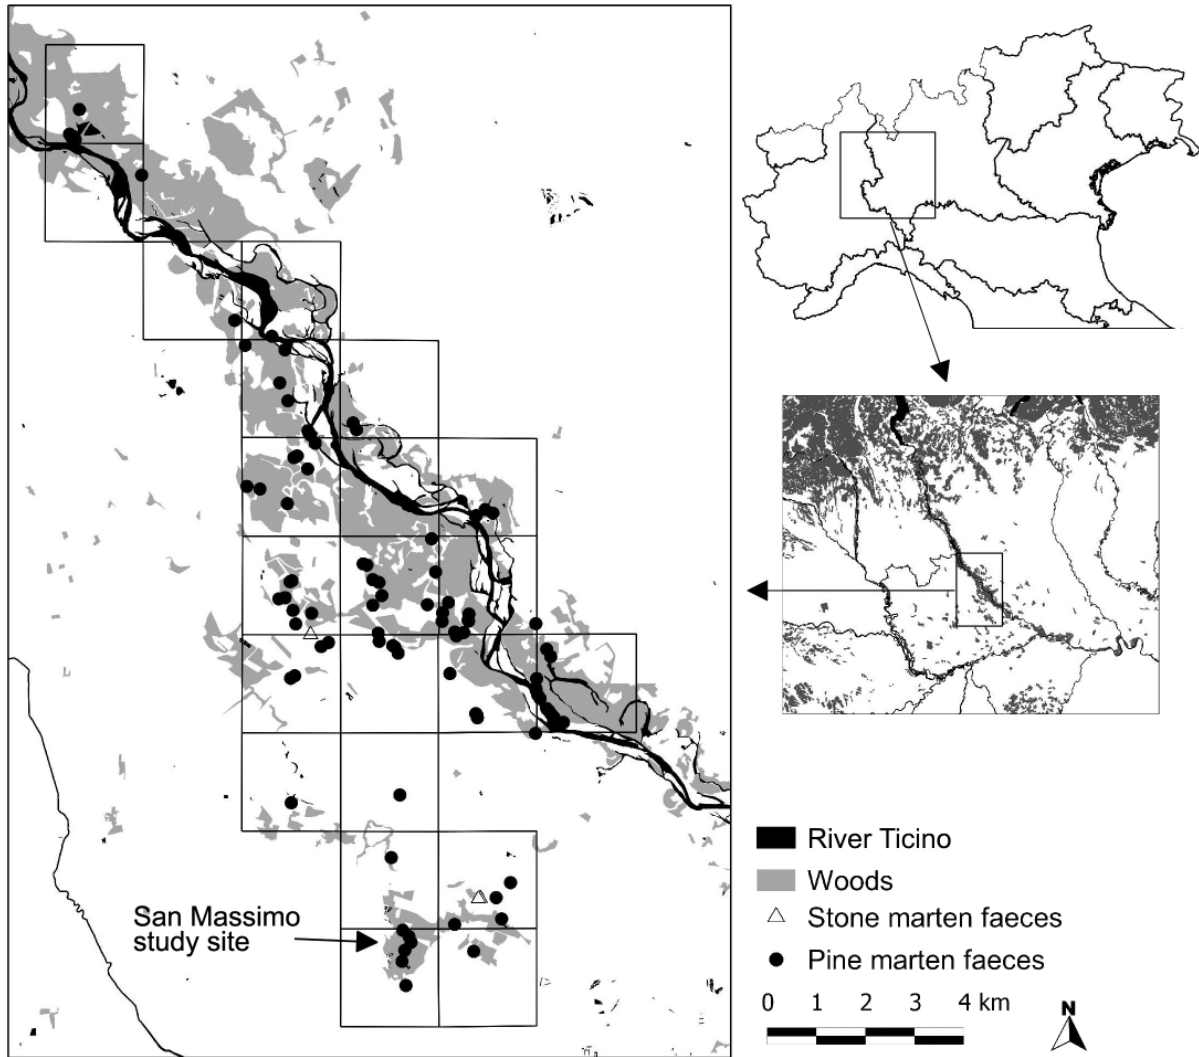 San Massimo
study site
River Ticino
Woods
Stone marten faeces
Pine marten faeces
0 1 2 3 4 km
N